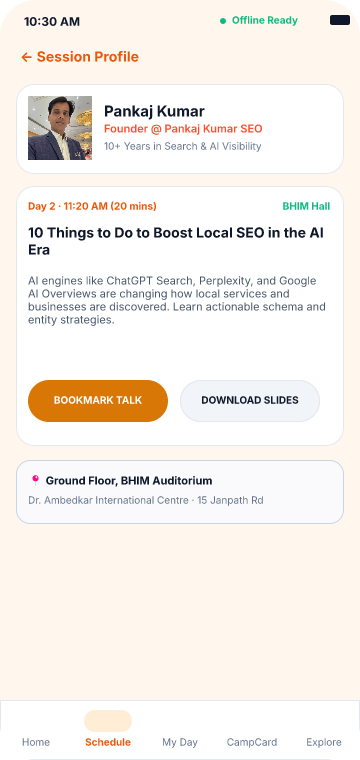 10:30 AM
Offline Ready
← Session Profile
Pankaj Kumar
Founder @ Pankaj Kumar SEO
10+ Years in Search & AI Visibility
Day 2 · 11:20 AM (20 mins)
BHIM Hall
10 Things to Do to Boost Local SEO in the AI
Era
AI engines like ChatGPT Search, Perplexity, and Google
AI Overviews are changing how local services and
businesses are discovered. Learn actionable schema and
entity strategies.
BOOKMARK TALK
DOWNLOAD SLIDES
Ground Floor, BHIM Auditorium
Dr. Ambedkar International Centre · 15 Janpath Rd
Home
Schedule
My Day
CampCard
Explore